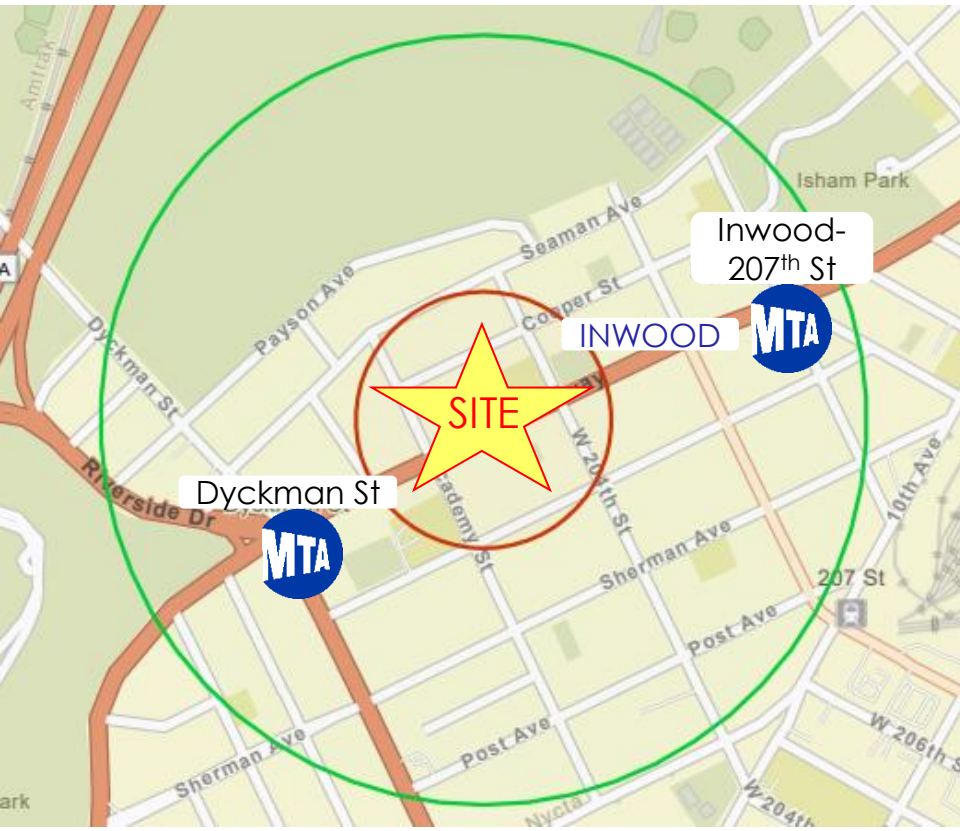 Amtrak
Isham Park
Seaman Ave
Inwood-
207th St
A
Payson Ave
Cooper St
MTA
INWOOD
Dyckman St
SITE
W 204th St
10th Ave
Riverside Dr
Dyckman St
MTA
Academy St
Sherman Ave
207 St
Post Ave
Sherman Ave
Post Ave
W 206th S
ark
Nycta
W 204th